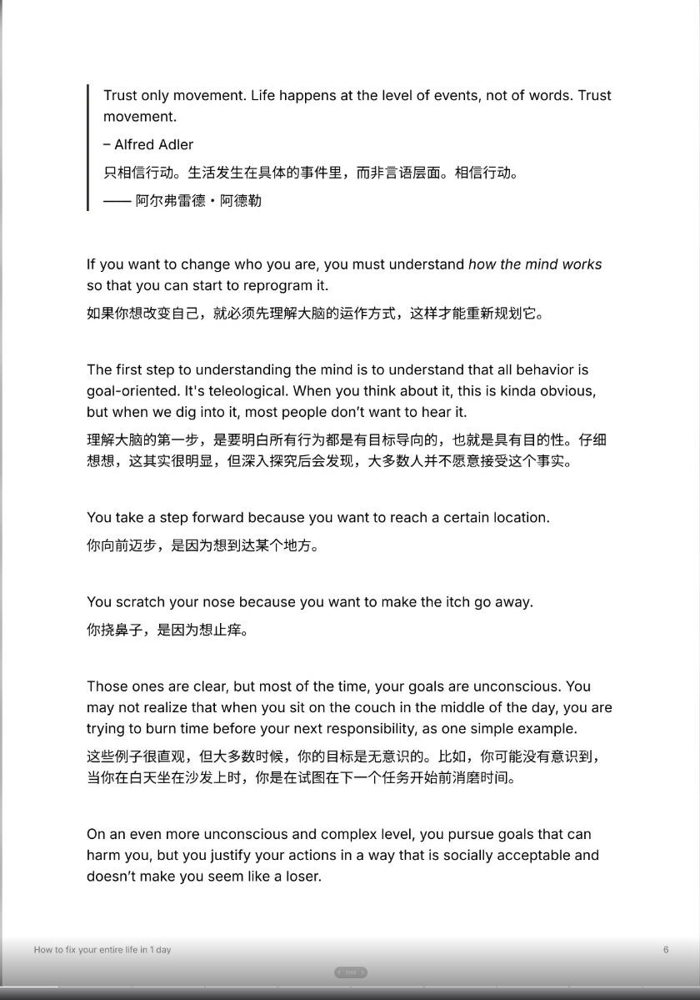 Trust only movement. Life happens at the level of events, not of words. Trust
movement.
– Alfred Adler
只相信行动。生活发生在具体的事件里，而非言语层面。相信行动。
—— 阿尔弗雷德・阿德勒
If you want to change who you are, you must understand how the mind works
so that you can start to reprogram it.
如果你想改变自己，就必须先理解大脑的运作方式，这样才能重新规划它。
The first step to understanding the mind is to understand that all behavior is
goal-oriented. It's teleological. When you think about it, this is kinda obvious,
but when we dig into it, most people don’t want to hear it.
理解大脑的第一步，是要明白所有行为都是有目标导向的，也就是具有目的性。仔细
想想，这其实很明显，但深入探究后会发现，大多数人并不愿意接受这个事实。
You take a step forward because you want to reach a certain location.
你向前迈步，是因为想到达某个地方。
You scratch your nose because you want to make the itch go away.
你挠鼻子，是因为想止痒。
Those ones are clear, but most of the time, your goals are unconscious. You
may not realize that when you sit on the couch in the middle of the day, you are
trying to burn time before your next responsibility, as one simple example.
这些例子很直观，但大多数时候，你的目标是无意识的。比如，你可能没有意识到，
当你在白天坐在沙发上时，你是在试图在下一个任务开始前消磨时间。
On an even more unconscious and complex level, you pursue goals that can
harm you, but you justify your actions in a way that is socially acceptable and
doesn’t make you seem like a loser.
How to fix your entire life in 1 day
6